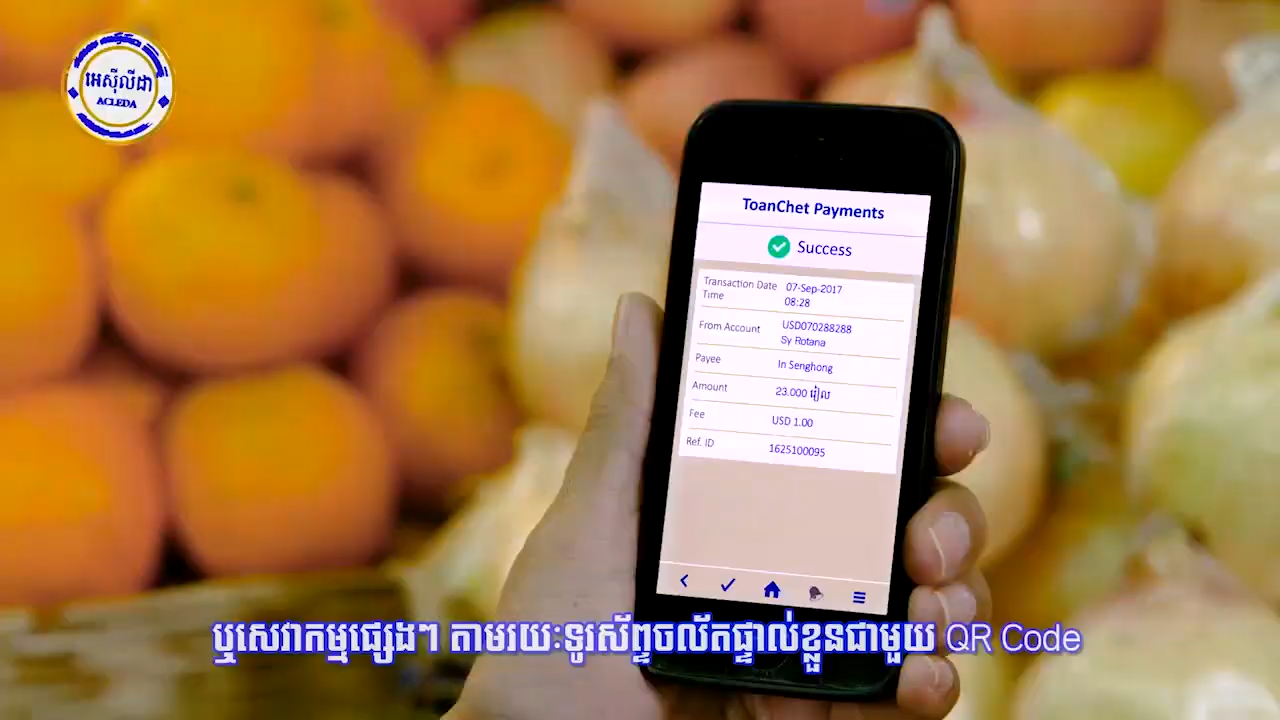 អេស៊ីលីដា
ACLEDA
ToanChet Payments
Success
Transaction Date Time 07-Sep-2017 08:28
From Account USD070288288 Sy Rotana
Payee In Senghong
Amount 23.000 រៀល
Fee USD 1.00
Ref. ID 1625100095
ឬសេវាកម្មផ្សេងៗ តាមរយៈទូរស័ព្ទចល័តផ្ទាល់ខ្លួនជាមួយ QR Code